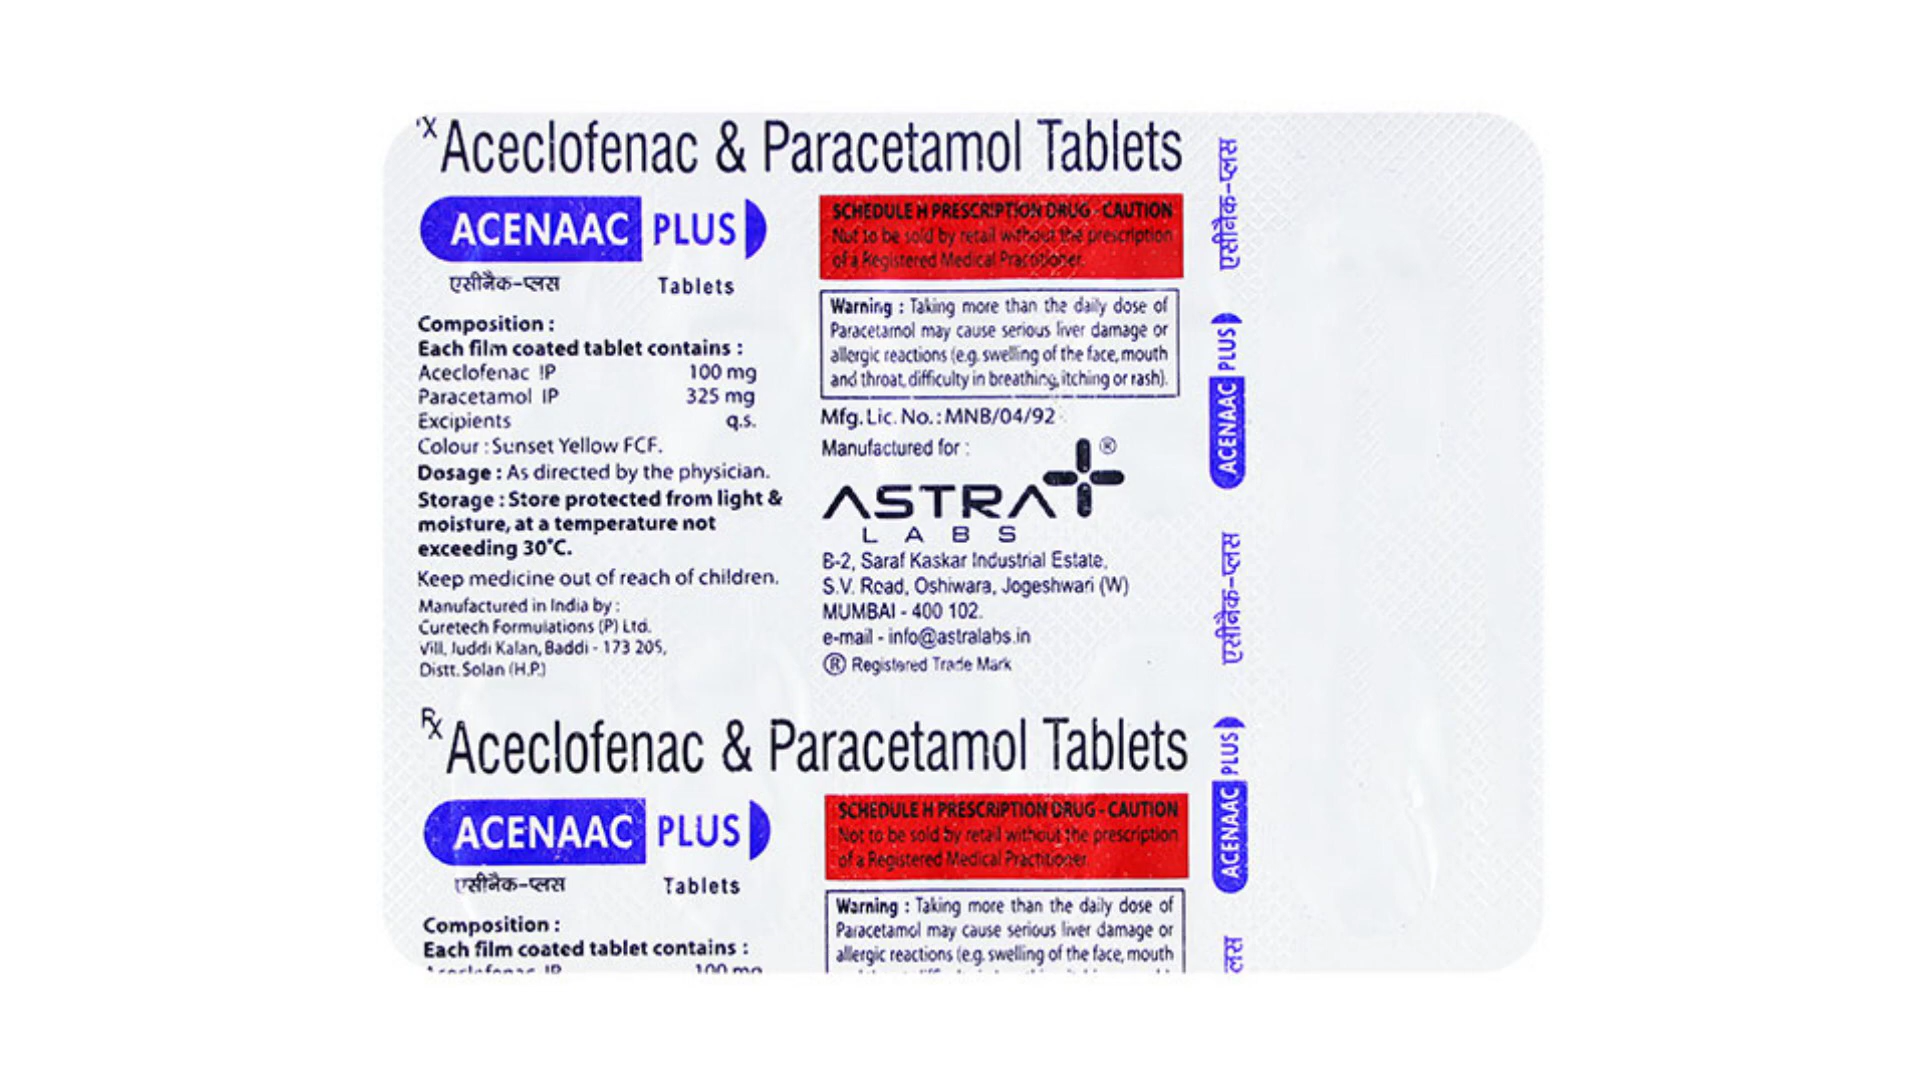 Rx Aceclofenac & Paracetamol Tablets
ACENAAC PLUS
एसीनैक-प्लस Tablets
Composition :
Each film coated tablet contains :
Aceclofenac IP 100 mg
Paracetamol IP 325 mg
Excipients q.s.
Colour : Sunset Yellow FCF.
Dosage : As directed by the physician.
Storage : Store protected from light &
moisture, at a temperature not
exceeding 30°C.
Keep medicine out of reach of children.
Manufactured in India by :
Curetech Formulations (P) Ltd.
Vill. Juddi Kalan, Baddi - 173 205,
Distt. Solan (H.P.)
SCHEDULE H PRESCRIPTION DRUG - CAUTION
Not to be sold by retail without the prescription
of a Registered Medical Practitioner.
Warning : Taking more than the daily dose of
Paracetamol may cause serious liver damage or
allergic reactions (e.g. swelling of the face, mouth
and throat, difficulty in breathing, itching or rash).
Mfg. Lic. No. : MNB/04/92
Manufactured for :
ASTRA ®
LABS
B-2, Saraf Kaskar Industrial Estate,
S.V. Road, Oshiwara, Jogeshwari (W)
MUMBAI - 400 102.
e-mail - info@astralabs.in
® Registered Trade Mark
एसीनैक-प्लस
ACENAAC PLUS
एसीनैक-प्लस
ACENAAC PLUS
प्लस
Rx Aceclofenac & Paracetamol Tablets
ACENAAC PLUS
एसीनैक-प्लस Tablets
Composition :
Each film coated tablet contains :
Aceclofenac IP 100 mg
SCHEDULE H PRESCRIPTION DRUG - CAUTION
Not to be sold by retail without the prescription
of a Registered Medical Practitioner.
Warning : Taking more than the daily dose of
Paracetamol may cause serious liver damage or
allergic reactions (e.g. swelling of the face, mouth